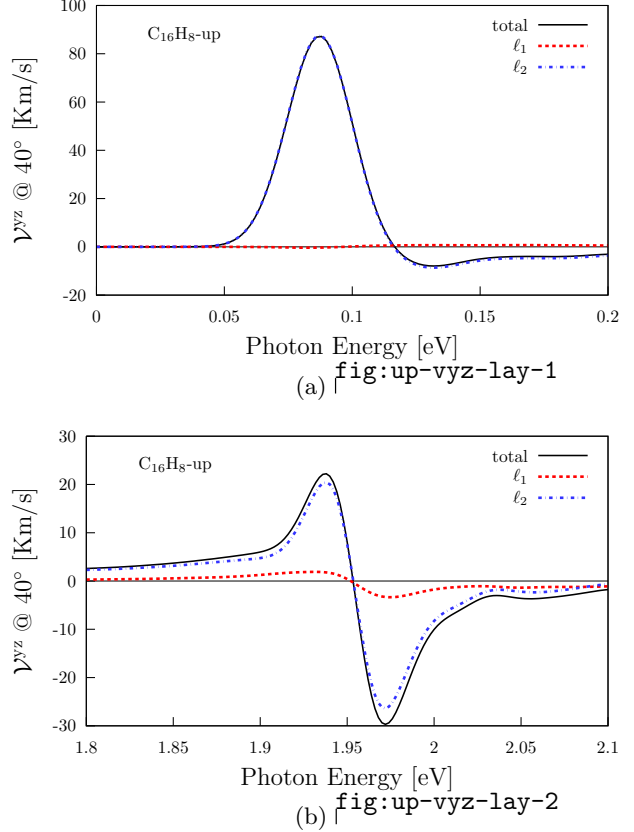 C₁₆H₈-up
total
ℓ₁
ℓ₂
𝒱ʸᶻ @ 40° [Km/s]
100
80
60
40
20
0
-20
0
0.05
0.1
0.15
0.2
Photon Energy [eV]
(a) fig:up-vyz-lay-1
C₁₆H₈-up
total
ℓ₁
ℓ₂
𝒱ʸᶻ @ 40° [Km/s]
30
20
10
0
-10
-20
-30
1.8
1.85
1.9
1.95
2
2.05
2.1
Photon Energy [eV]
(b) fig:up-vyz-lay-2